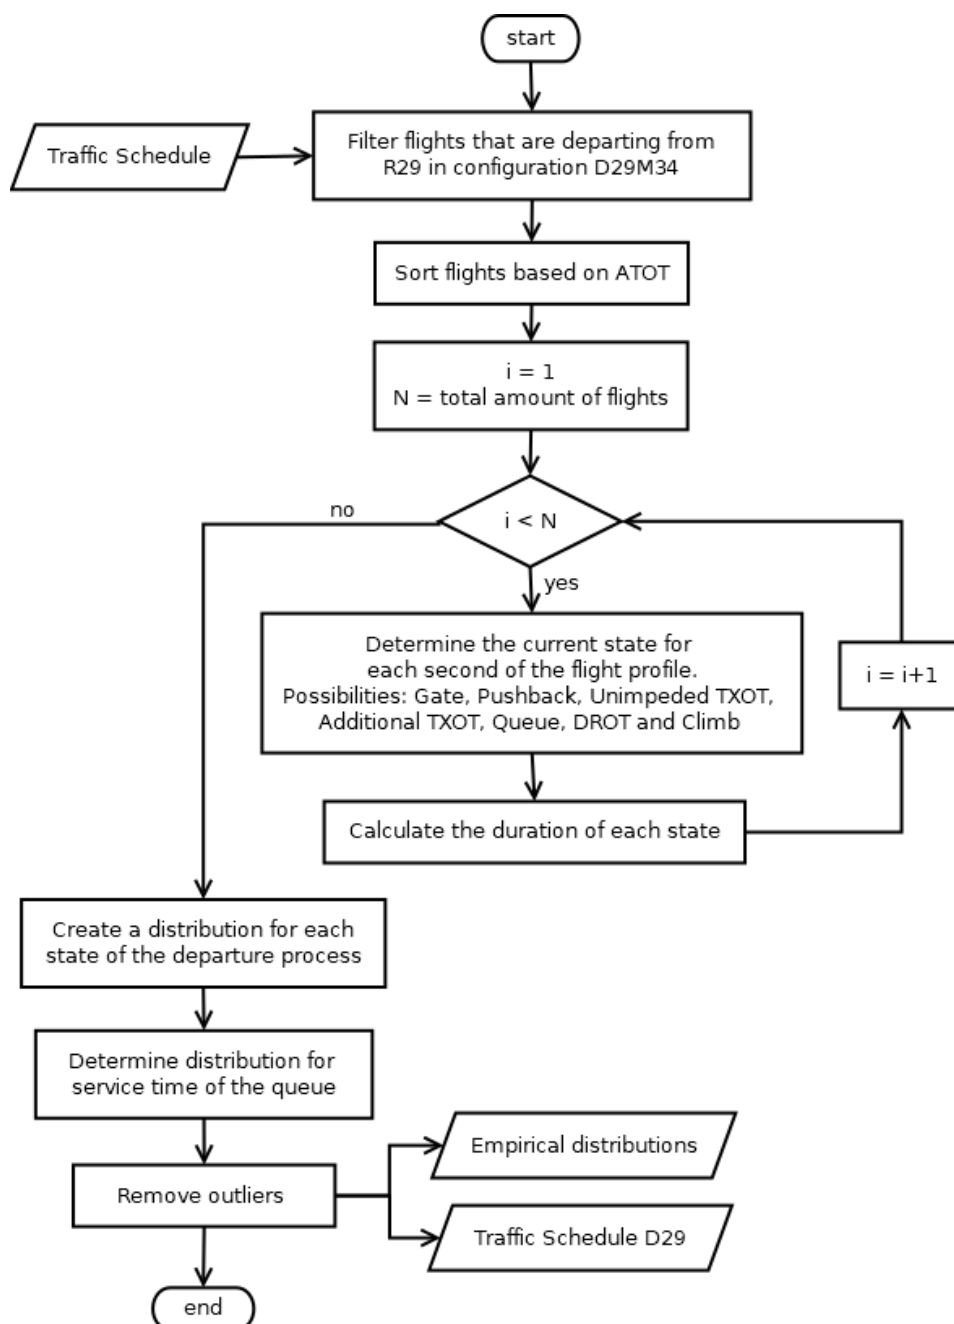 start
Traffic Schedule
Filter flights that are departing from
R29 in configuration D29M34
Sort flights based on ATOT
i = 1
N = total amount of flights
i < N
no
yes
Determine the current state for
each second of the flight profile.
Possibilities: Gate, Pushback, Unimpeded TXOT,
Additional TXOT, Queue, DROT and Climb
i = i+1
Calculate the duration of each state
Create a distribution for each
state of the departure process
Determine distribution for
service time of the queue
Remove outliers
Empirical distributions
Traffic Schedule D29
end